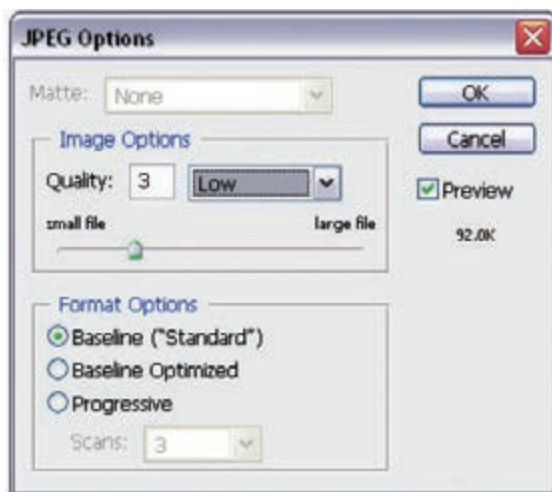 JPEG Options
Matte: None
OK
Image Options
Cancel
Quality: 3 Low
Preview
small file large file
92.0K
Format Options
Baseline ("Standard")
Baseline Optimized
Progressive
Scans: 3